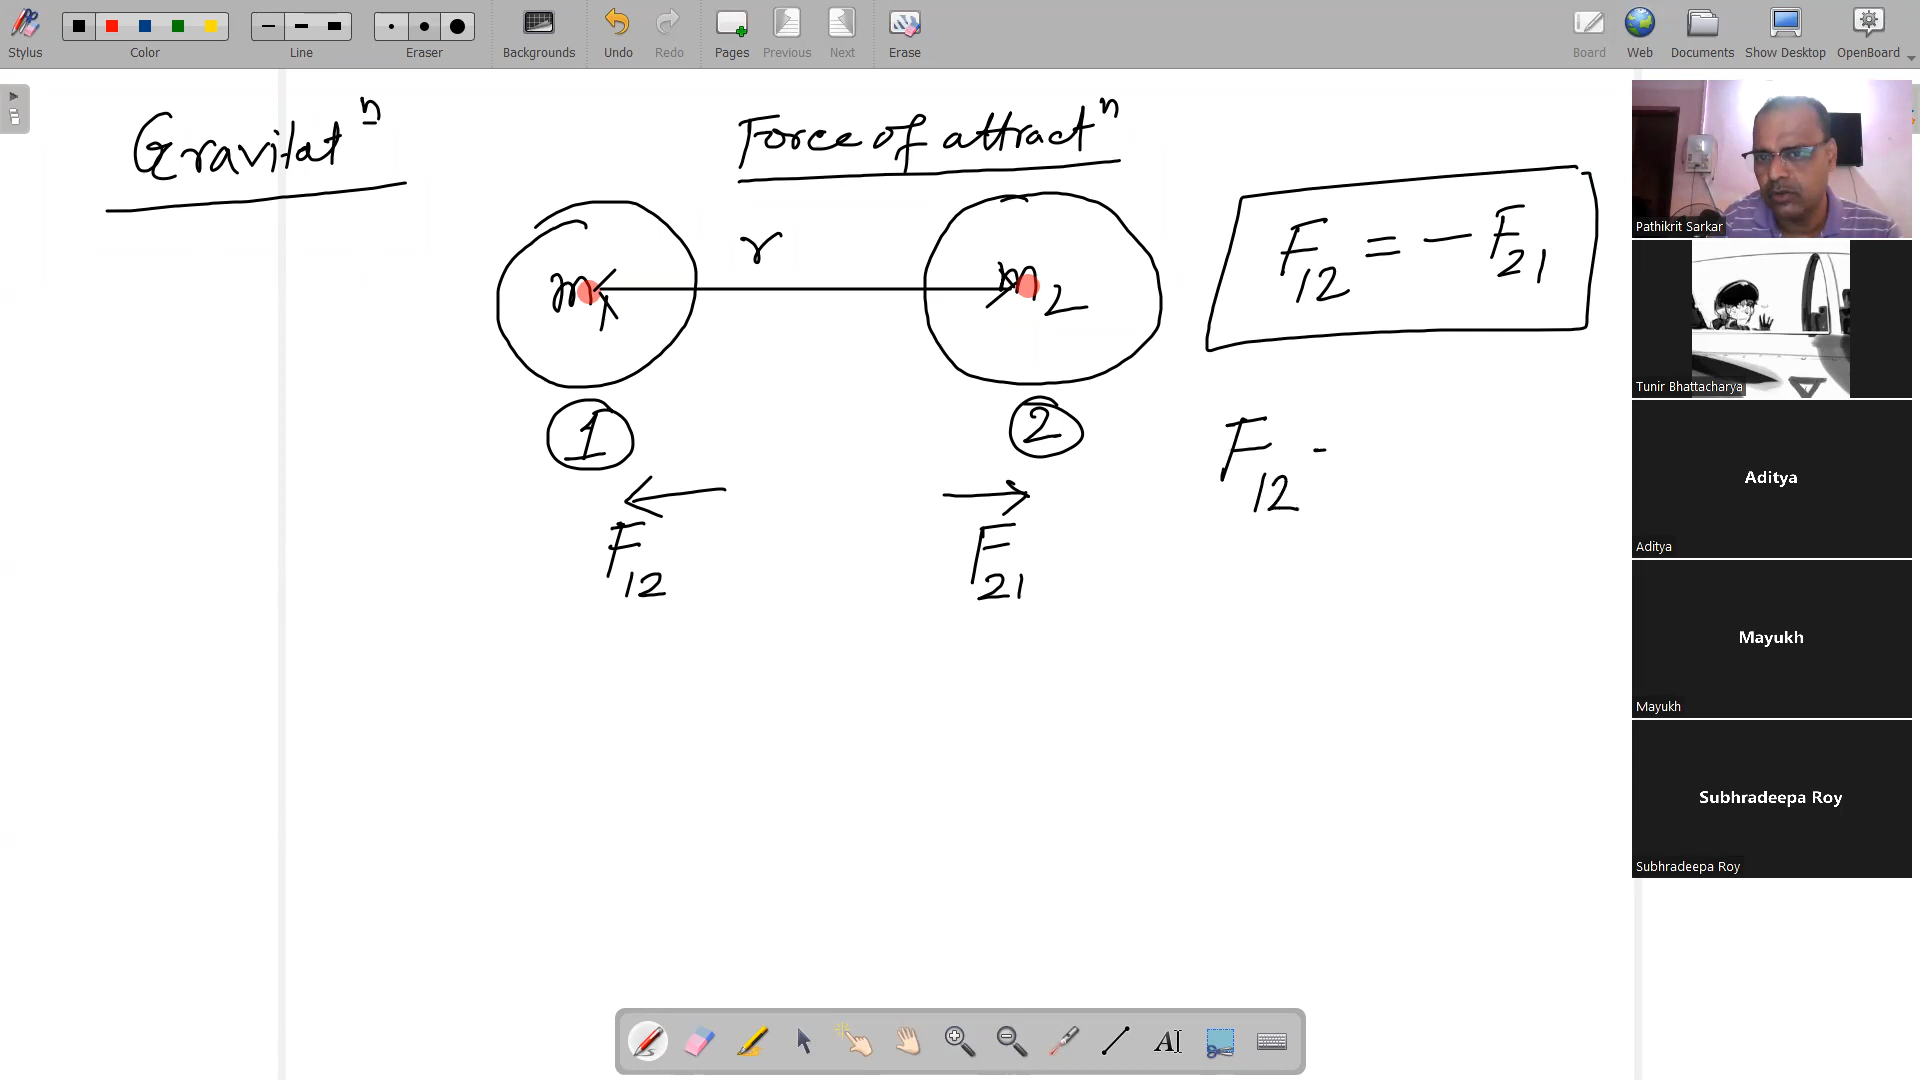 Stylus
Color
Line
Eraser
Backgrounds
Undo
Redo
Pages
Previous
Next
Erase
Board
Web
Documents
Show Desktop
OpenBoard
Gravitatⁿ
Force of attractⁿ
r
m₁
m₂
F₁₂ = - F₂₁
1
2
F₁₂
F₂₁
F₁₂ -
Pathikrit Sarkar
Tunir Bhattacharya
Aditya
Aditya
Mayukh
Mayukh
Subhradeepa Roy
Subhradeepa Roy